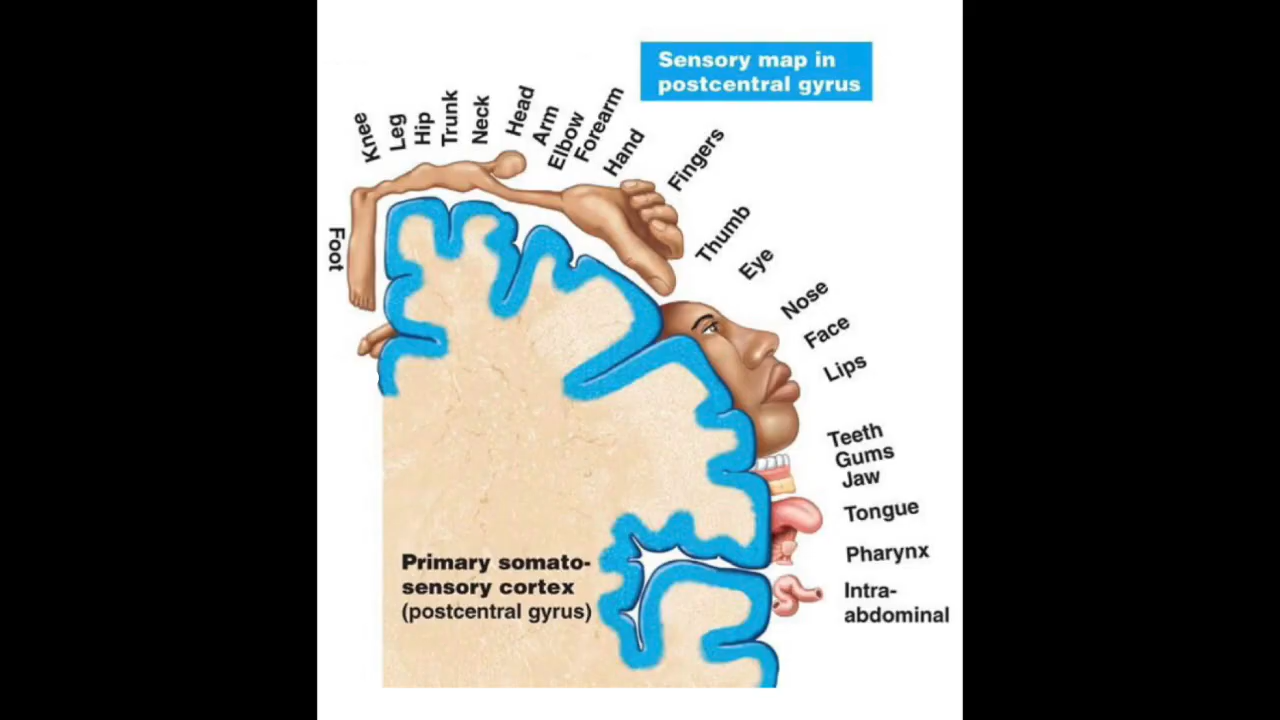 Sensory map in
postcentral gyrus
Foot
Knee
Leg
Hip
Trunk
Neck
Head
Arm
Elbow
Forearm
Hand
Fingers
Thumb
Eye
Nose
Face
Lips
Teeth
Gums
Jaw
Tongue
Pharynx
Intra-
abdominal
Primary somato-
sensory cortex
(postcentral gyrus)